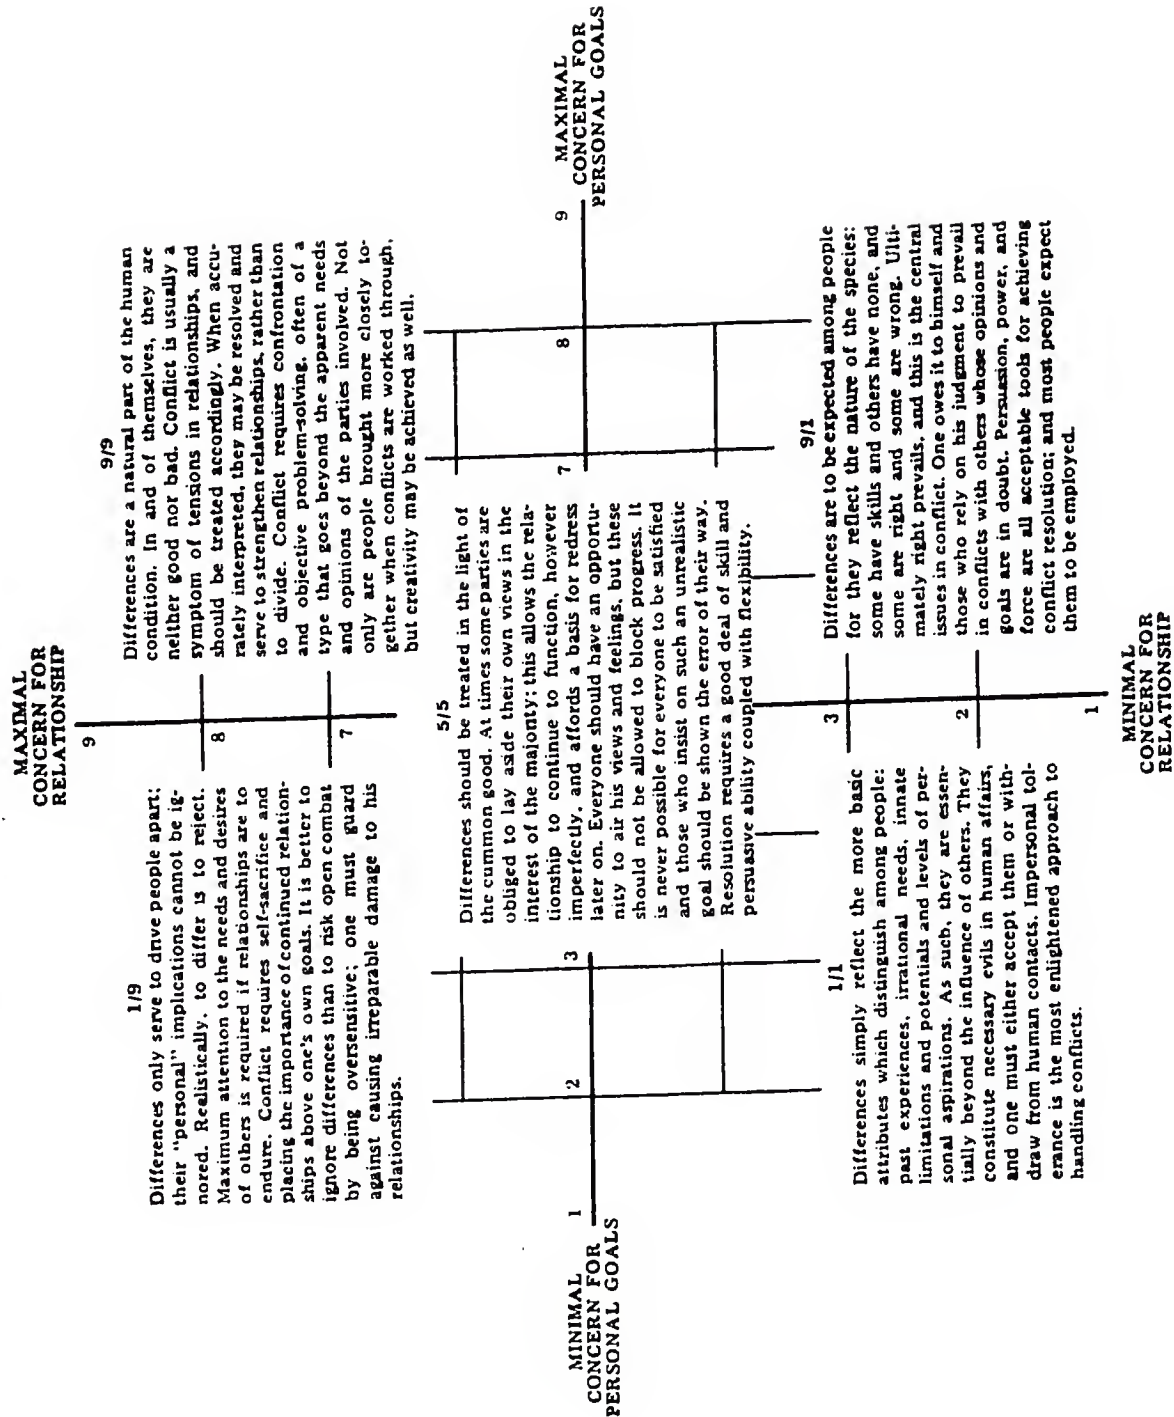 MAXIMAL
CONCERN FOR
RELATIONSHIP
9
8
7
1/9
Differences only serve to drive people apart;
their "personal" implications cannot be ig-
nored. Realistically, to differ is to reject.
Maximum attention to the needs and desires
of others is required if relationships are to
endure. Conflict requires self-sacrifice and
placing the importance of continued relation-
ships above one's own goals. It is better to
ignore differences than to risk open combat
by being oversensitive; one must guard
against causing irreparable damage to his
relationships.
9/9
Differences are a natural part of the human
condition. In and of themselves, they are
neither good nor bad. Conflict is usually a
symptom of tensions in relationships, and
should be treated accordingly. When accu-
rately interpreted, they may be resolved and
serve to strengthen relationships, rather than
to divide. Conflict requires confrontation
and objective problem-solving, often of a
type that goes beyond the apparent needs
and opinions of the parties involved. Not
only are people brought more closely to-
gether when conflicts are worked through,
but creativity may be achieved as well.
MINIMAL
CONCERN FOR
PERSONAL GOALS
1
2
3
5/5
Differences should be treated in the light of
the cummon good. At times some parties are
obliged to lay aside their own views in the
interest of the majonty; this allows the rela-
tionship to continue to function, however
imperfectly, and affords a basis for redress
later on. Everyone should have an opportu-
nity to air his views and feelings, but these
should not be allowed to block progress. It
is never possible for everyone to be satisfied
and those who insist on such an unrealistic
goal should be shown the error of their way.
Resolution requires a good deal of skill and
persuasive ability coupled with flexibility.
7
8
9
MAXIMAL
CONCERN FOR
PERSONAL GOALS
1/1
Differences simply reflect the more basic
attributes which distinguish among people:
past experiences, irrational needs, innate
limitations and potentials and levels of per-
sonal aspirations. As such, they are essen-
tially beyond the influence of others. They
constitute necessary evils in human affairs,
and one must either accept them or with-
draw from human contacts. Impersonal tol-
erance is the most enlightened approach to
handling conflicts.
9/1
Differences are to be expected among people
for they reflect the nature of the species:
some have skills and others have none, and
some are right and some are wrong. Ulti-
mately right prevails, and this is the central
issues in conflict. One owes it to himself and
those who rely on his judgment to prevail
in conflicts with others whose opinions and
goals are in doubt. Persuasion, power, and
force are all acceptable tools for achieving
conflict resolution; and most people expect
them to be employed.
3
2
1
MINIMAL
CONCERN FOR
RELATIONSHIP